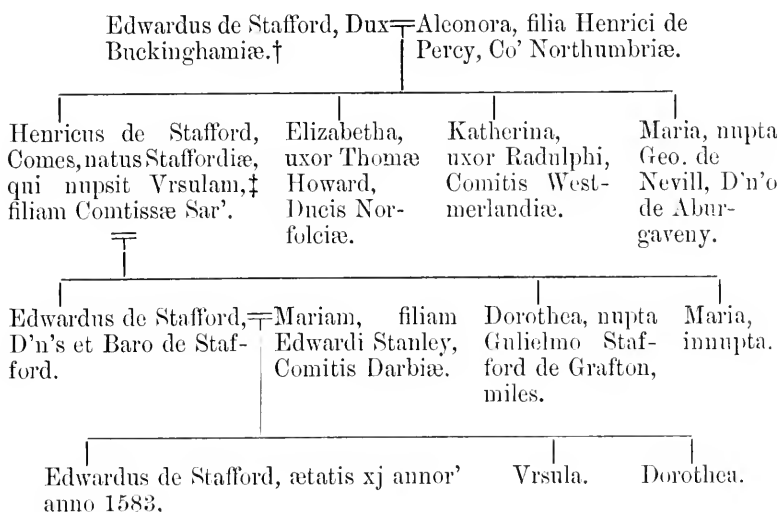 Edwardus de Stafford, Dux
Buckinghamiæ.†
Aleonora, filia Henrici de
Percy, Co' Northumbriæ.
Henricus de Stafford,
Comes, natus Staffordiæ,
qui nupsit Vrsulam,‡
filiam Comtissæ Sar'.
Elizabetha,
uxor Thomæ
Howard,
Ducis Nor-
folciæ.
Katherina,
uxor Radulphi,
Comitis West-
merlandiæ.
Maria, nupta
Geo. de
Nevill, D'n'o
de Abur-
gaveny.
Edwardus de Stafford,
D'n's et Baro de Staf-
ford.
Mariam, filiam
Edwardi Stanley,
Comitis Darbiæ.
Dorothea, nupta
Gulielmo Staf-
ford de Grafton,
miles.
Maria,
innupta.
Edwardus de Stafford, ætatis xj annor'
anno 1583.
Vrsula.
Dorothea.